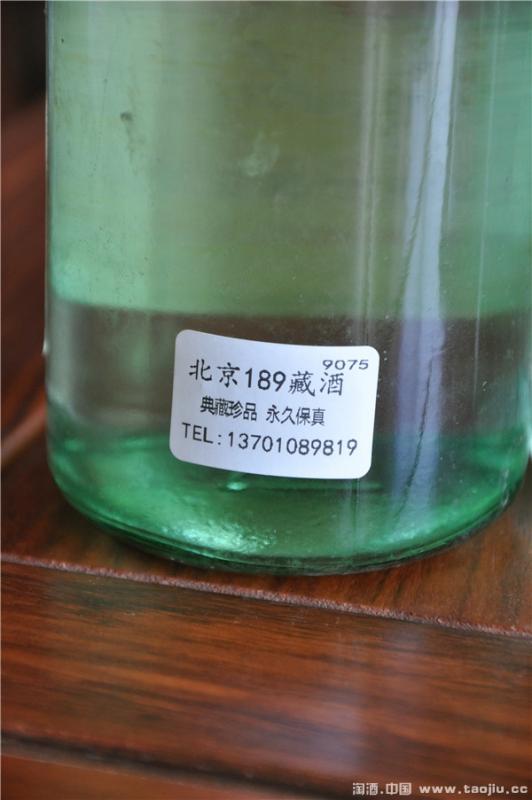 9075
北京189藏酒
典藏珍品 永久保真
TEL:13701089819
淘酒.中国 www.taojiu.cc